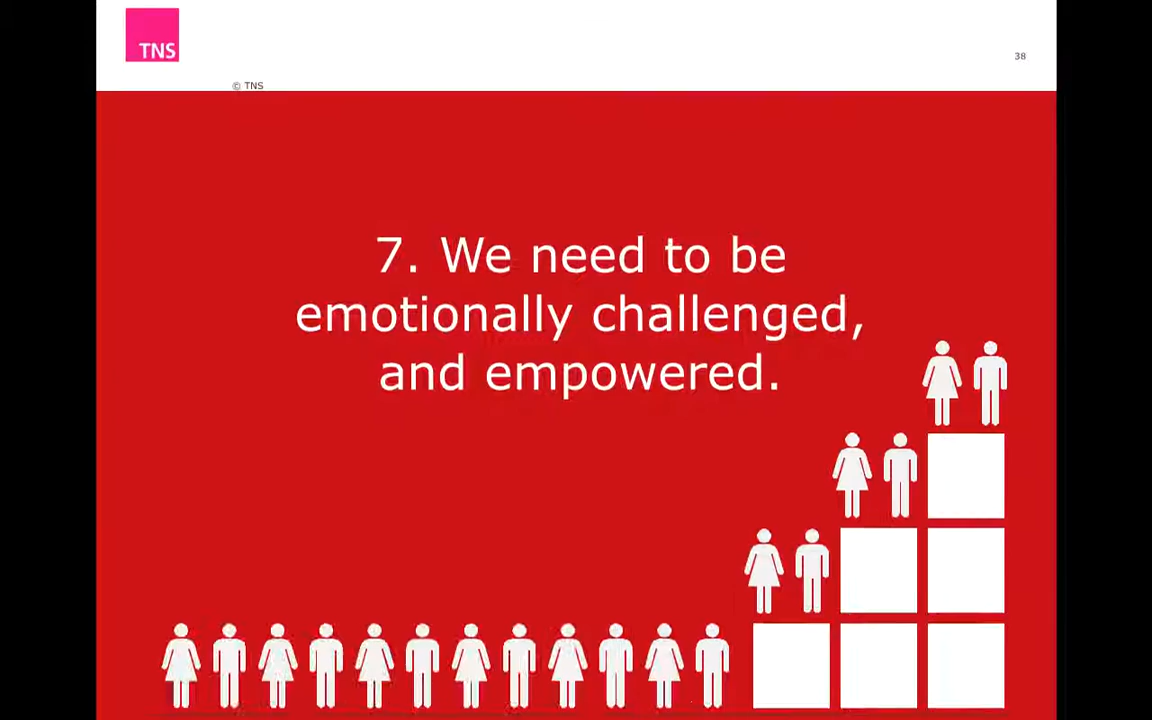 TNS
38
© TNS
7. We need to be
emotionally challenged,
and empowered.